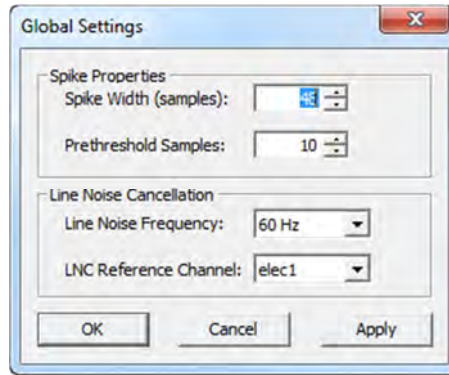 Global Settings
Spike Properties
Spike Width (samples): 48
Prethreshold Samples: 10
Line Noise Cancellation
Line Noise Frequency: 60 Hz
LNC Reference Channel: elec1
OK Cancel Apply